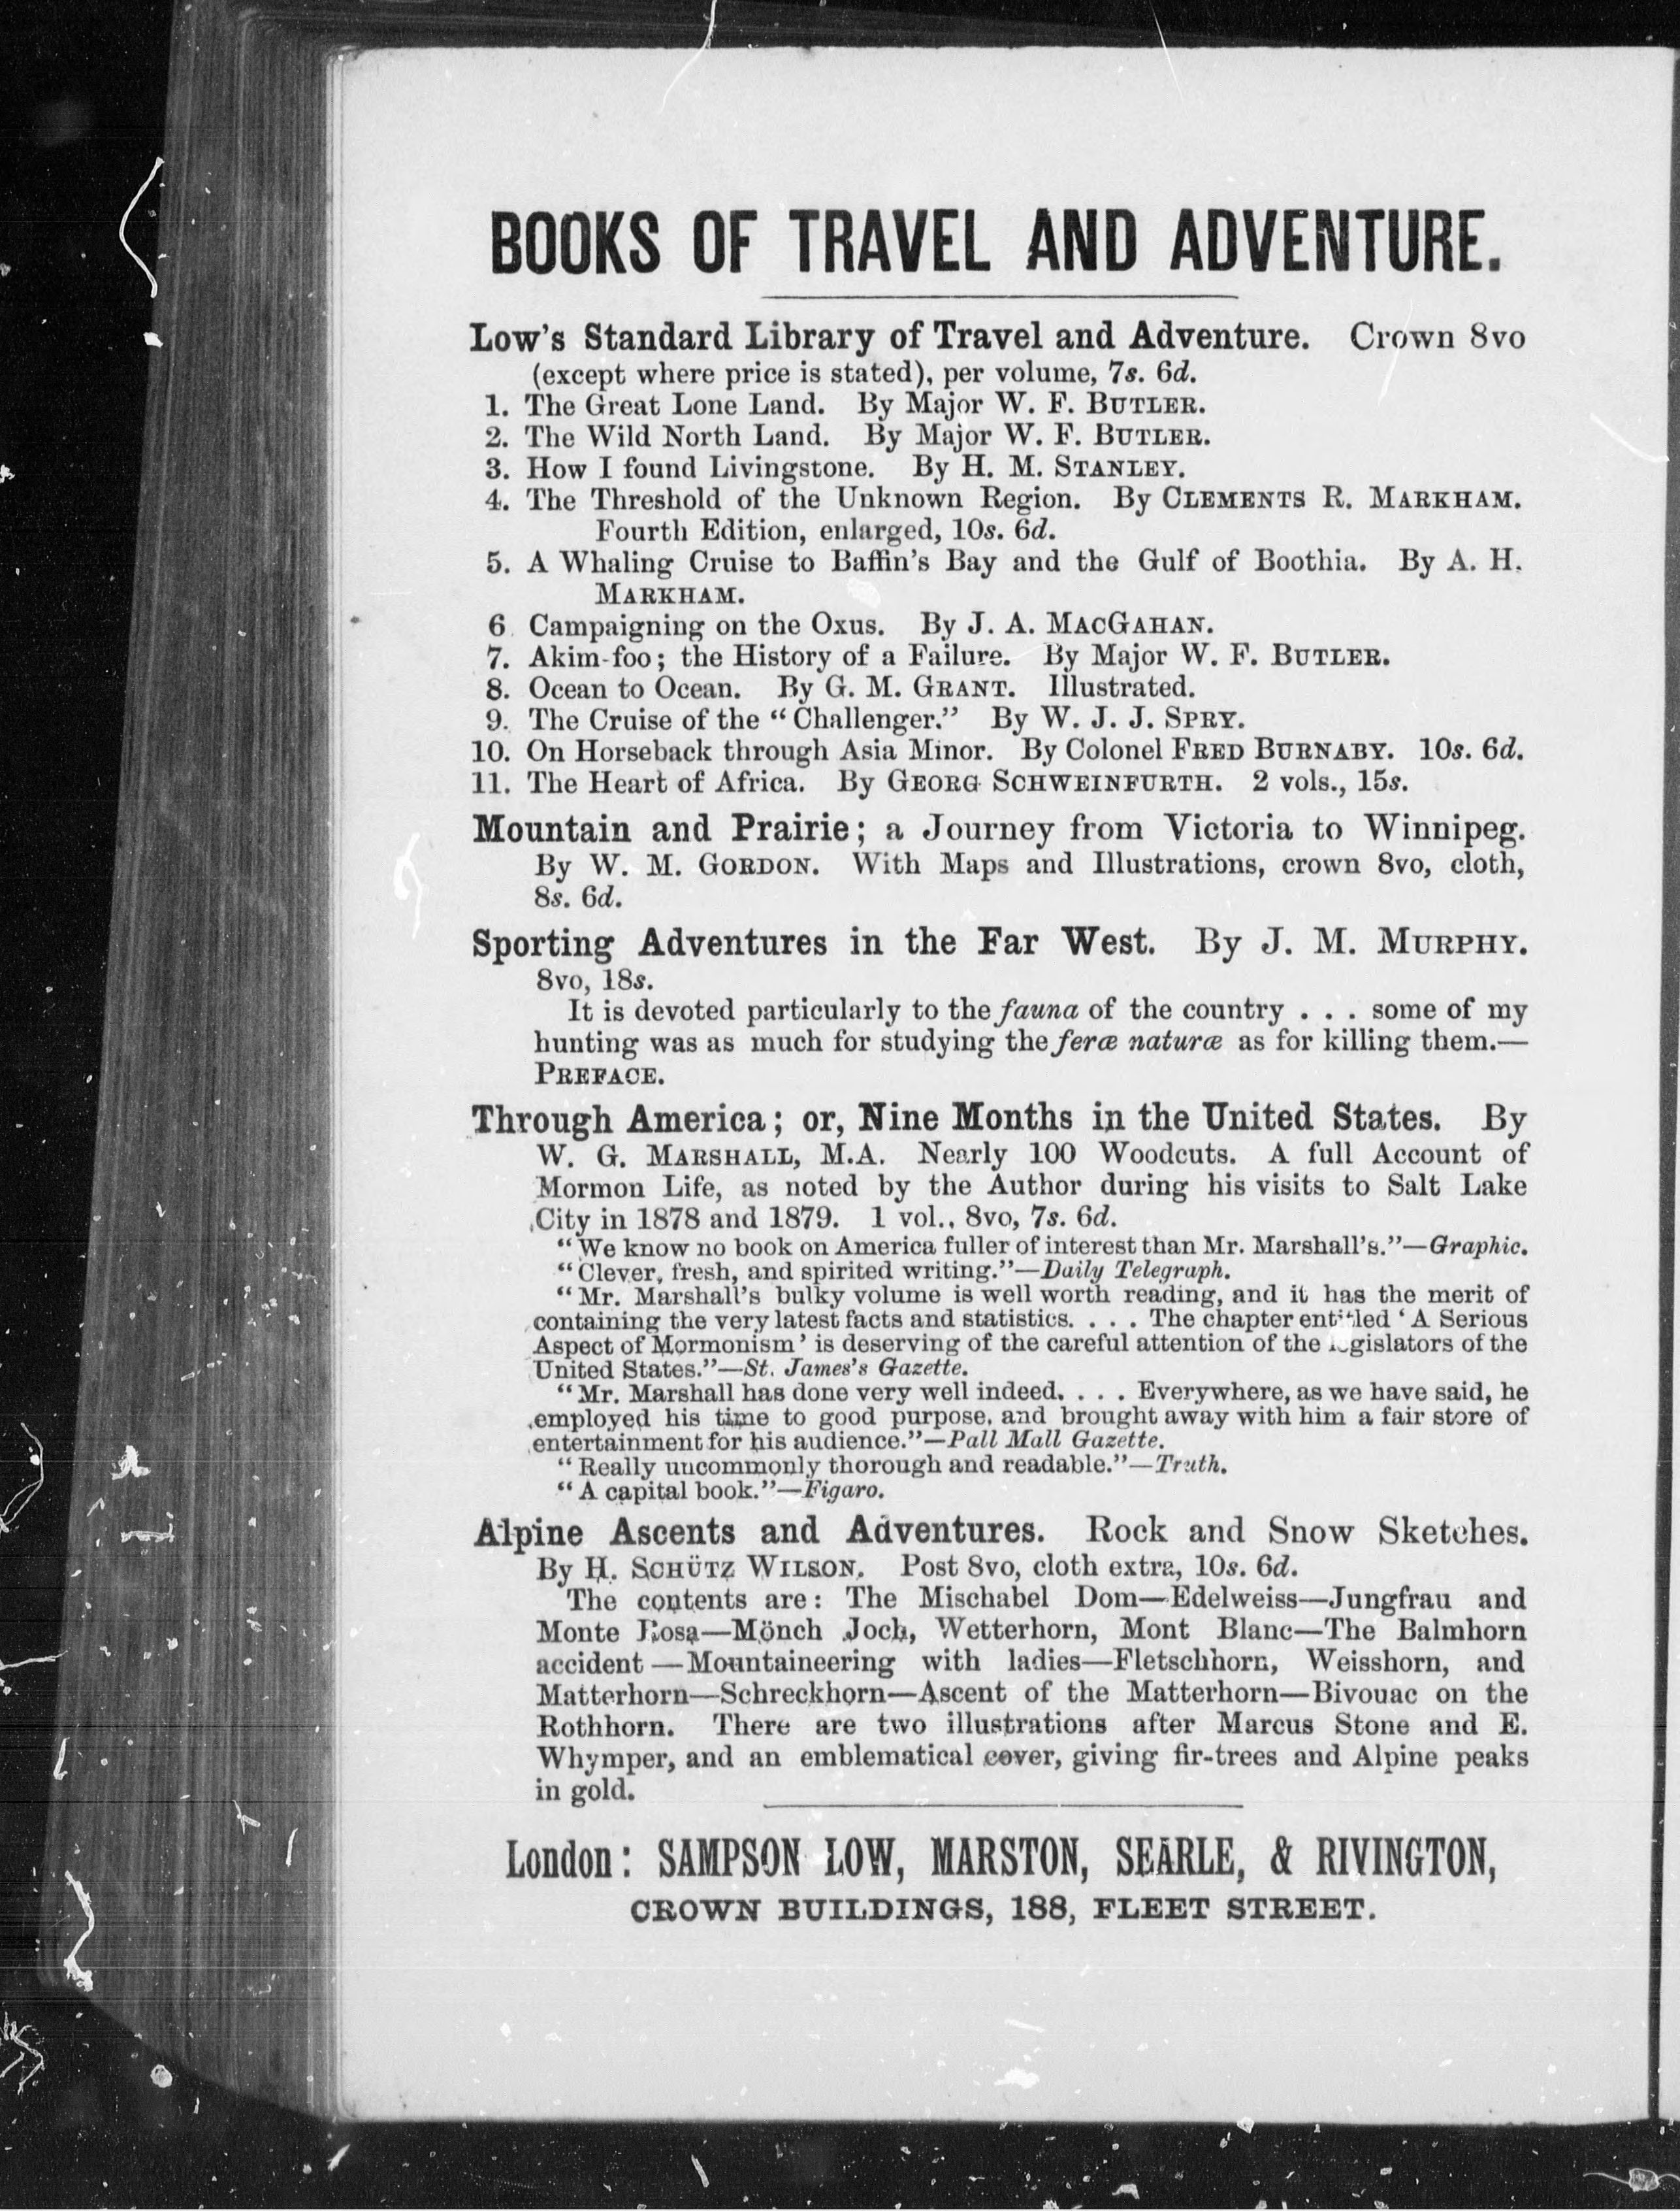 BOOKS OF TRAVEL AND ADVENTURE.
Low's Standard Library of Travel and Adventure. Crown 8vo
(except where price is stated), per volume, 7s. 6d.
1. The Great Lone Land. By Major W. F. BUTLER.
2. The Wild North Land. By Major W. F. BUTLER.
3. How I found Livingstone. By H. M. STANLEY.
4. The Threshold of the Unknown Region. By CLEMENTS R. MARKHAM.
Fourth Edition, enlarged, 10s. 6d.
5. A Whaling Cruise to Baffin's Bay and the Gulf of Boothia. By A. H.
MARKHAM.
6 Campaigning on the Oxus. By J. A. MACGAHAN.
7. Akim-foo; the History of a Failure. By Major W. F. BUTLER.
8. Ocean to Ocean. By G. M. GRANT. Illustrated.
9. The Cruise of the "Challenger." By W. J. J. SPRY.
10. On Horseback through Asia Minor. By Colonel FRED BURNABY. 10s. 6d.
11. The Heart of Africa. By GEORG SCHWEINFURTH. 2 vols., 15s.
Mountain and Prairie; a Journey from Victoria to Winnipeg.
By W. M. GORDON. With Maps and Illustrations, crown 8vo, cloth,
8s. 6d.
Sporting Adventures in the Far West. By J. M. MURPHY.
8vo, 18s.
It is devoted particularly to the fauna of the country . . . some of my
hunting was as much for studying the feræ naturæ as for killing them.—
PREFACE.
Through America; or, Nine Months in the United States. By
W. G. MARSHALL, M.A. Nearly 100 Woodcuts. A full Account of
Mormon Life, as noted by the Author during his visits to Salt Lake
City in 1878 and 1879. 1 vol., 8vo, 7s. 6d.
"We know no book on America fuller of interest than Mr. Marshall's."—Graphic.
"Clever, fresh, and spirited writing."—Daily Telegraph.
"Mr. Marshall's bulky volume is well worth reading, and it has the merit of
containing the very latest facts and statistics. . . . The chapter entitled 'A Serious
Aspect of Mormonism' is deserving of the careful attention of the legislators of the
United States."—St. James's Gazette.
"Mr. Marshall has done very well indeed. . . . Everywhere, as we have said, he
employed his time to good purpose, and brought away with him a fair store of
entertainment for his audience."—Pall Mall Gazette.
"Really uncommonly thorough and readable."—Truth.
"A capital book."—Figaro.
Alpine Ascents and Adventures. Rock and Snow Sketches.
By H. SCHÜTZ WILSON. Post 8vo, cloth extra, 10s. 6d.
The contents are: The Mischabel Dom—Edelweiss—Jungfrau and
Monte Rosa—Mönch Joch, Wetterhorn, Mont Blanc—The Balmhorn
accident—Mountaineering with ladies—Fletschhorn, Weisshorn, and
Matterhorn—Schreckhorn—Ascent of the Matterhorn—Bivouac on the
Rothhorn. There are two illustrations after Marcus Stone and E.
Whymper, and an emblematical cover, giving fir-trees and Alpine peaks
in gold.
London: SAMPSON LOW, MARSTON, SEARLE, & RIVINGTON,
CROWN BUILDINGS, 188, FLEET STREET.